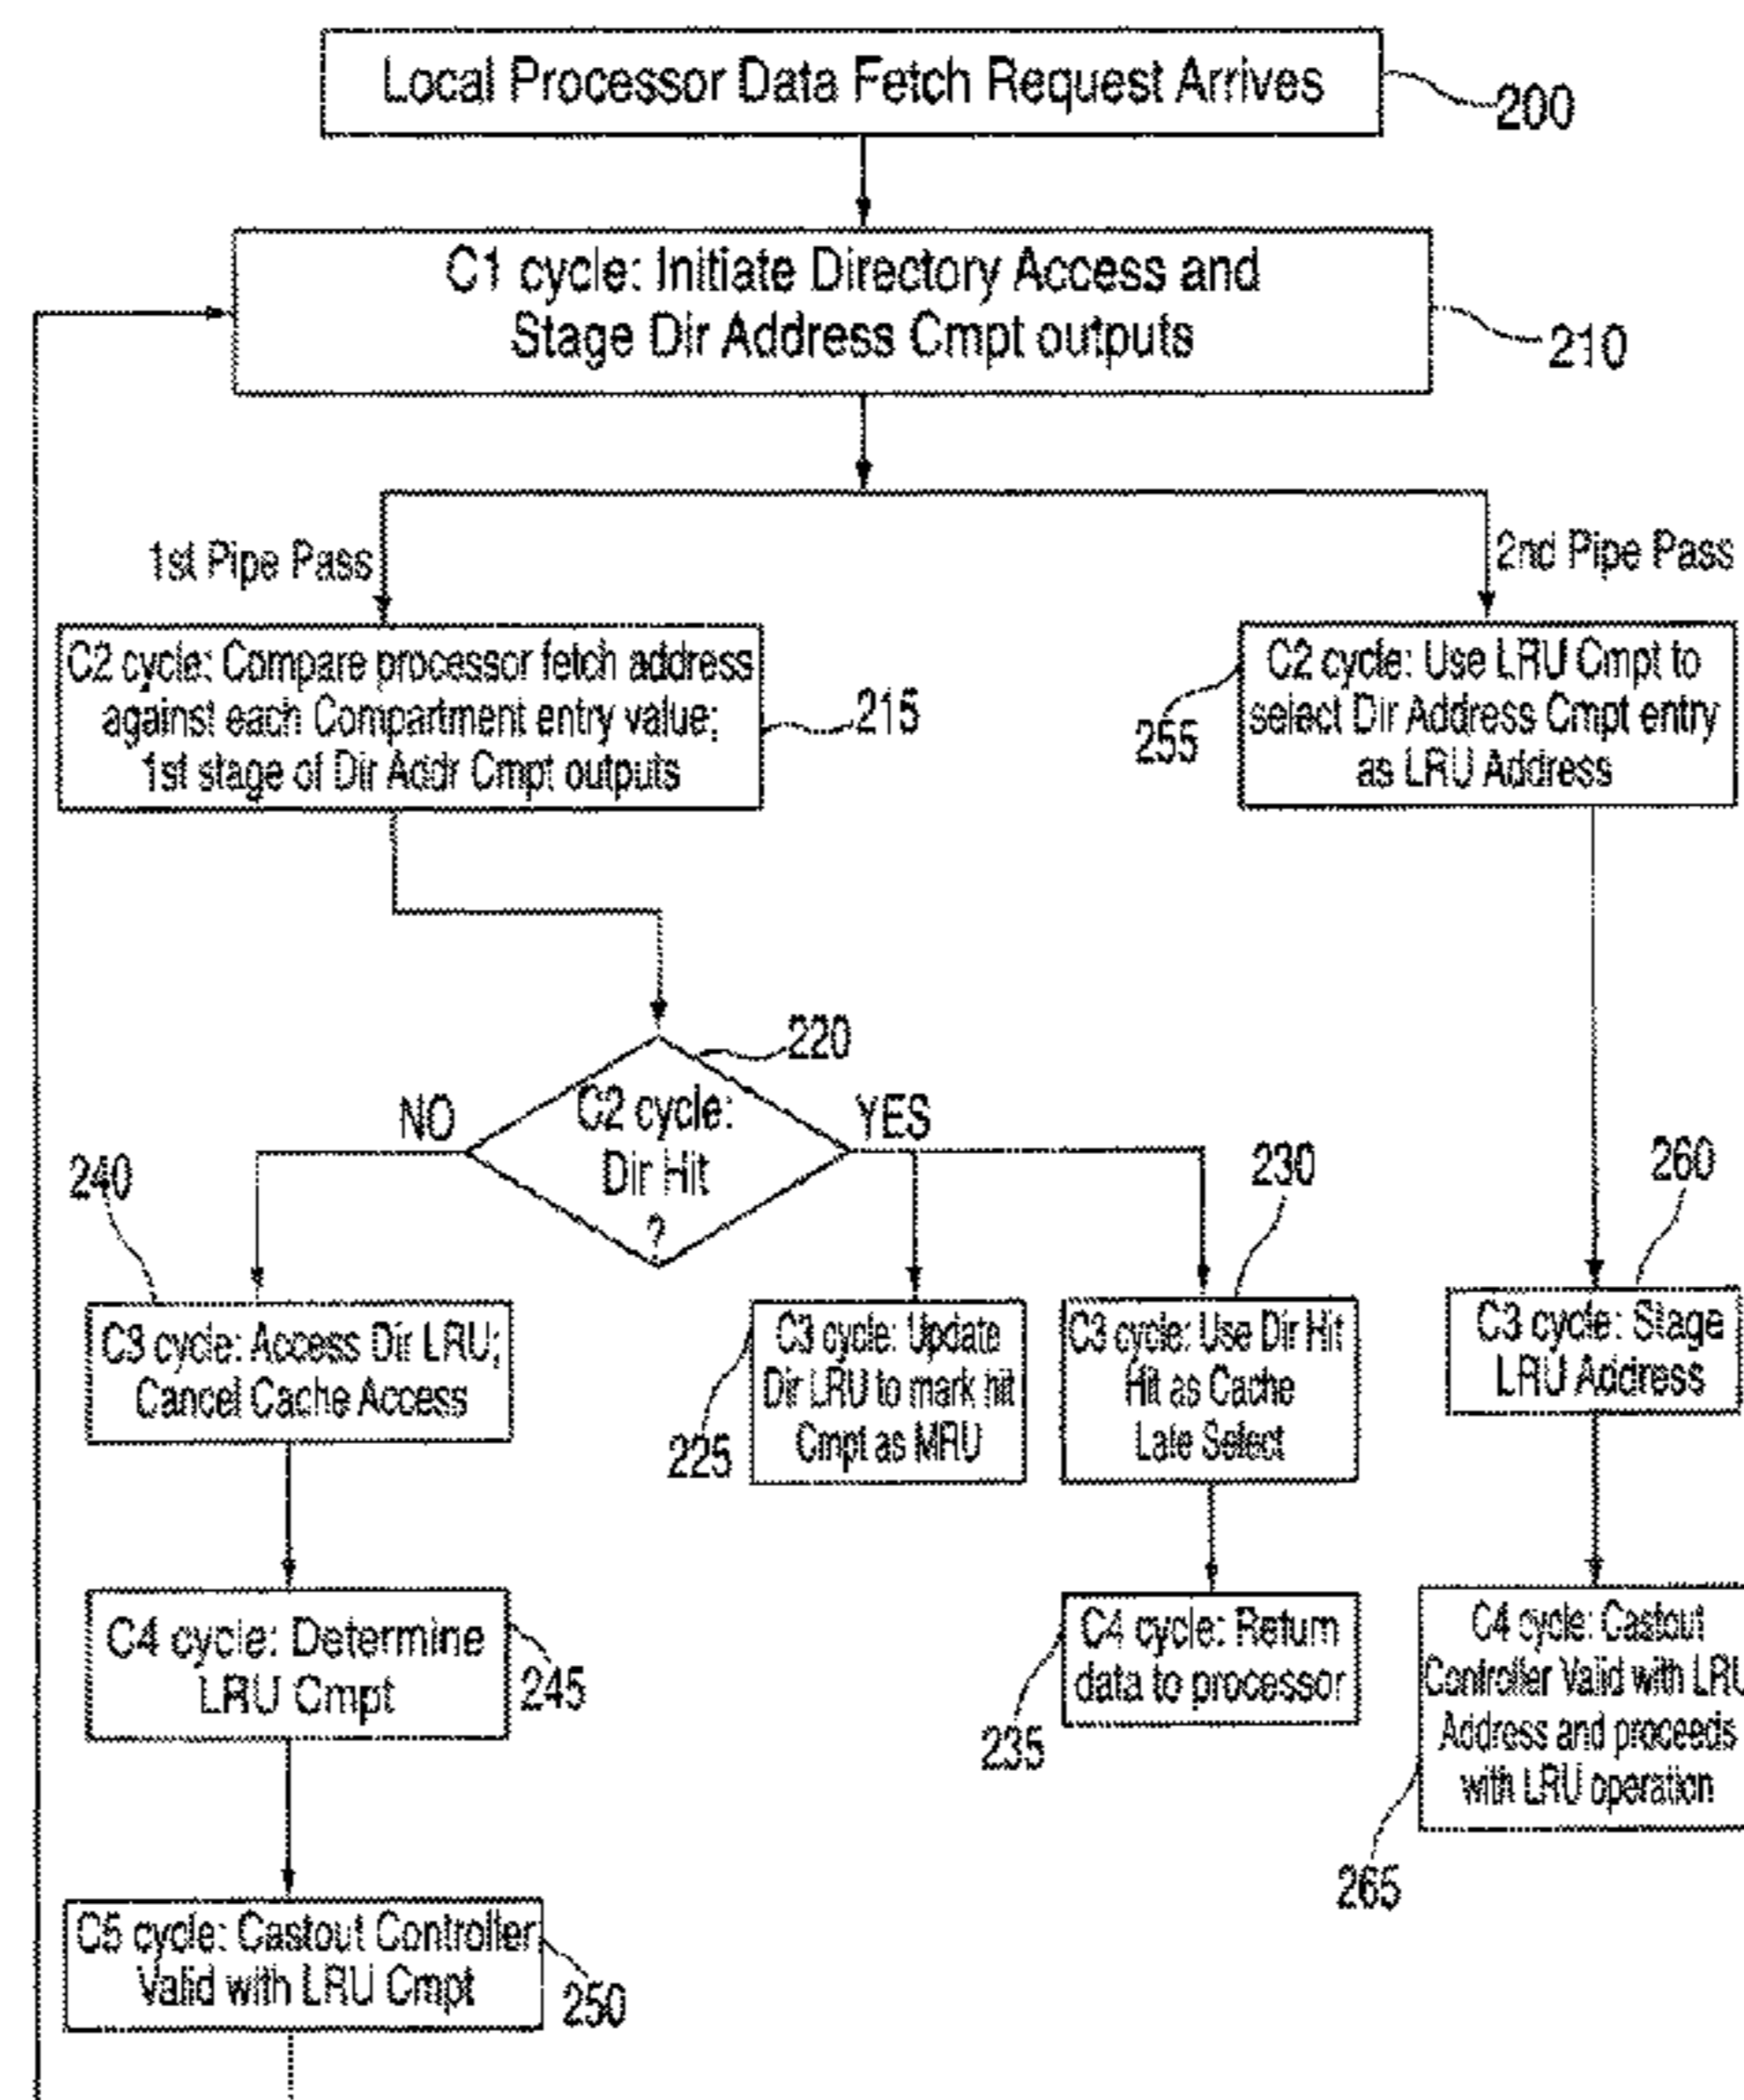 Local Processor Data Fetch Request Arrives
200
C1 cycle: Initiate Directory Access and
Stage Dir Address Cmpt outputs
210
1st Pipe Pass
2nd Pipe Pass
C2 cycle: Compare processor fetch address
against each Compartment entry value;
1st stage of Dir Addr Cmpt outputs
215
C2 cycle: Use LRU Cmpt to
select Dir Address Cmpt entry
as LRU Address
255
C2 cycle:
Dir Hit
?
220
NO
YES
240
230
260
C3 cycle: Access Dir LRU;
Cancel Cache Access
C3 cycle: Update
Dir LRU to mark hit
Cmpt as MRU
225
C3 cycle: Use Dir Hit
Hit as Cache
Late Select
C3 cycle: Stage
LRU Address
C4 cycle: Determine
LRU Cmpt
245
C4 cycle: Return
data to processor
235
C4 cycle: Castout
Controller Valid with LRU
Address and proceeds
with LRU operation
265
C5 cycle: Castout Controller
Valid with LRU Cmpt
250